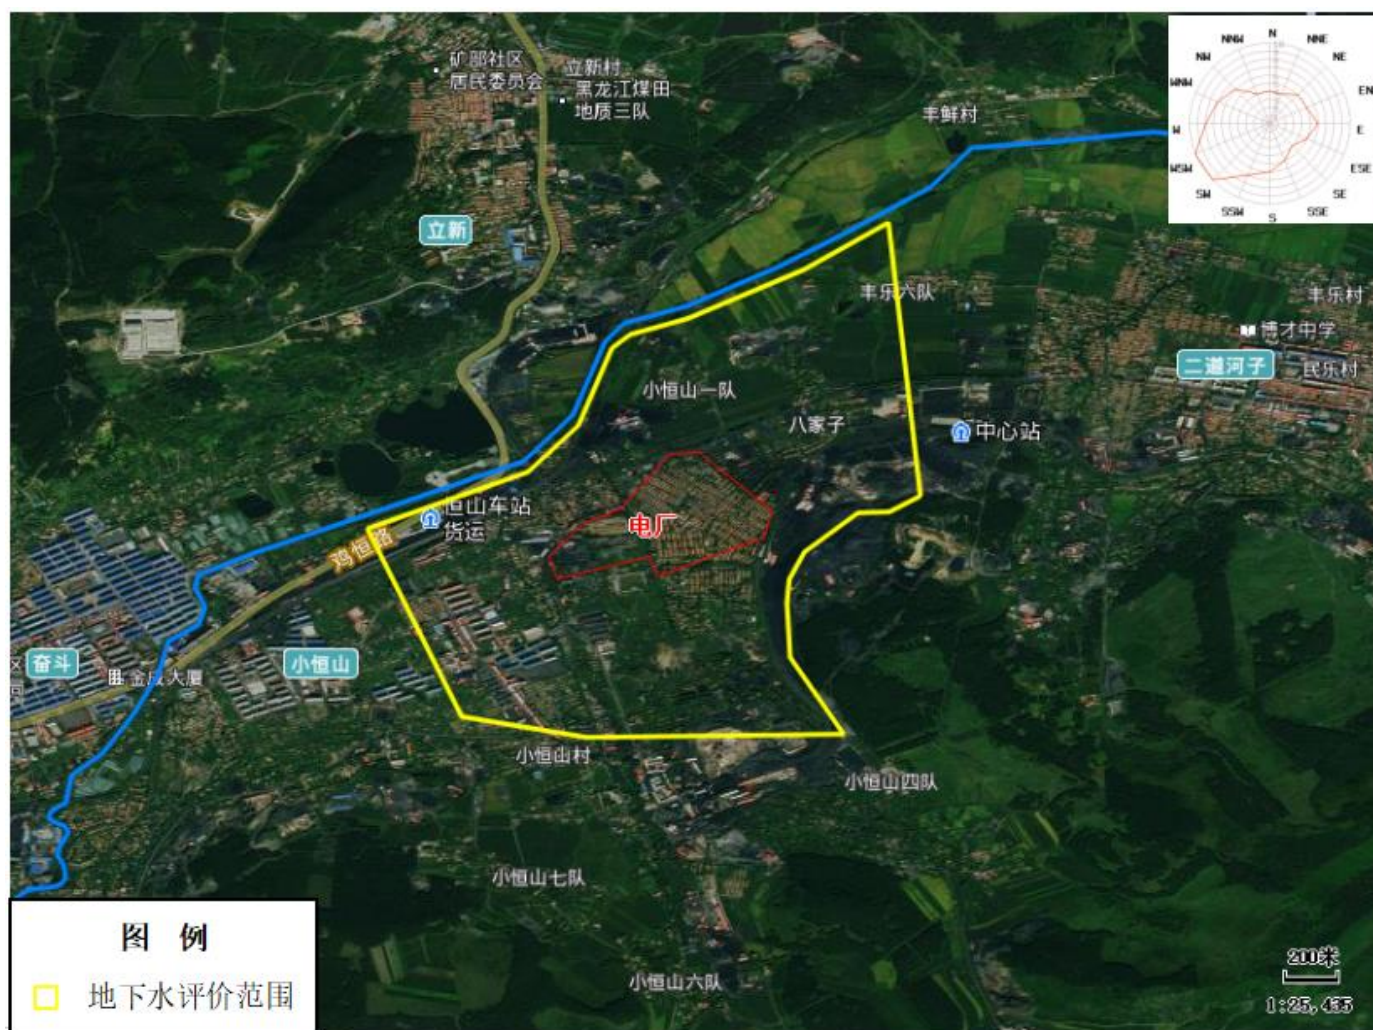 矿部社区
居民委员会
立新村
黑龙江煤田
地质三队
丰鲜村
N
NNW
NNE
NW
NE
WNW
EN
W
E
WSW
ESE
SW
SE
SSW
SSE
S
立新
丰乐六队
丰乐村
博才中学
二道河子
民乐村
小恒山一队
八家子
中心站
恒山车站
货运
电厂
鸡恒路
奋斗
小恒山
金成大厦
小恒山村
小恒山四队
小恒山七队
小恒山六队
图 例
地下水评价范围
200米
1:25,435